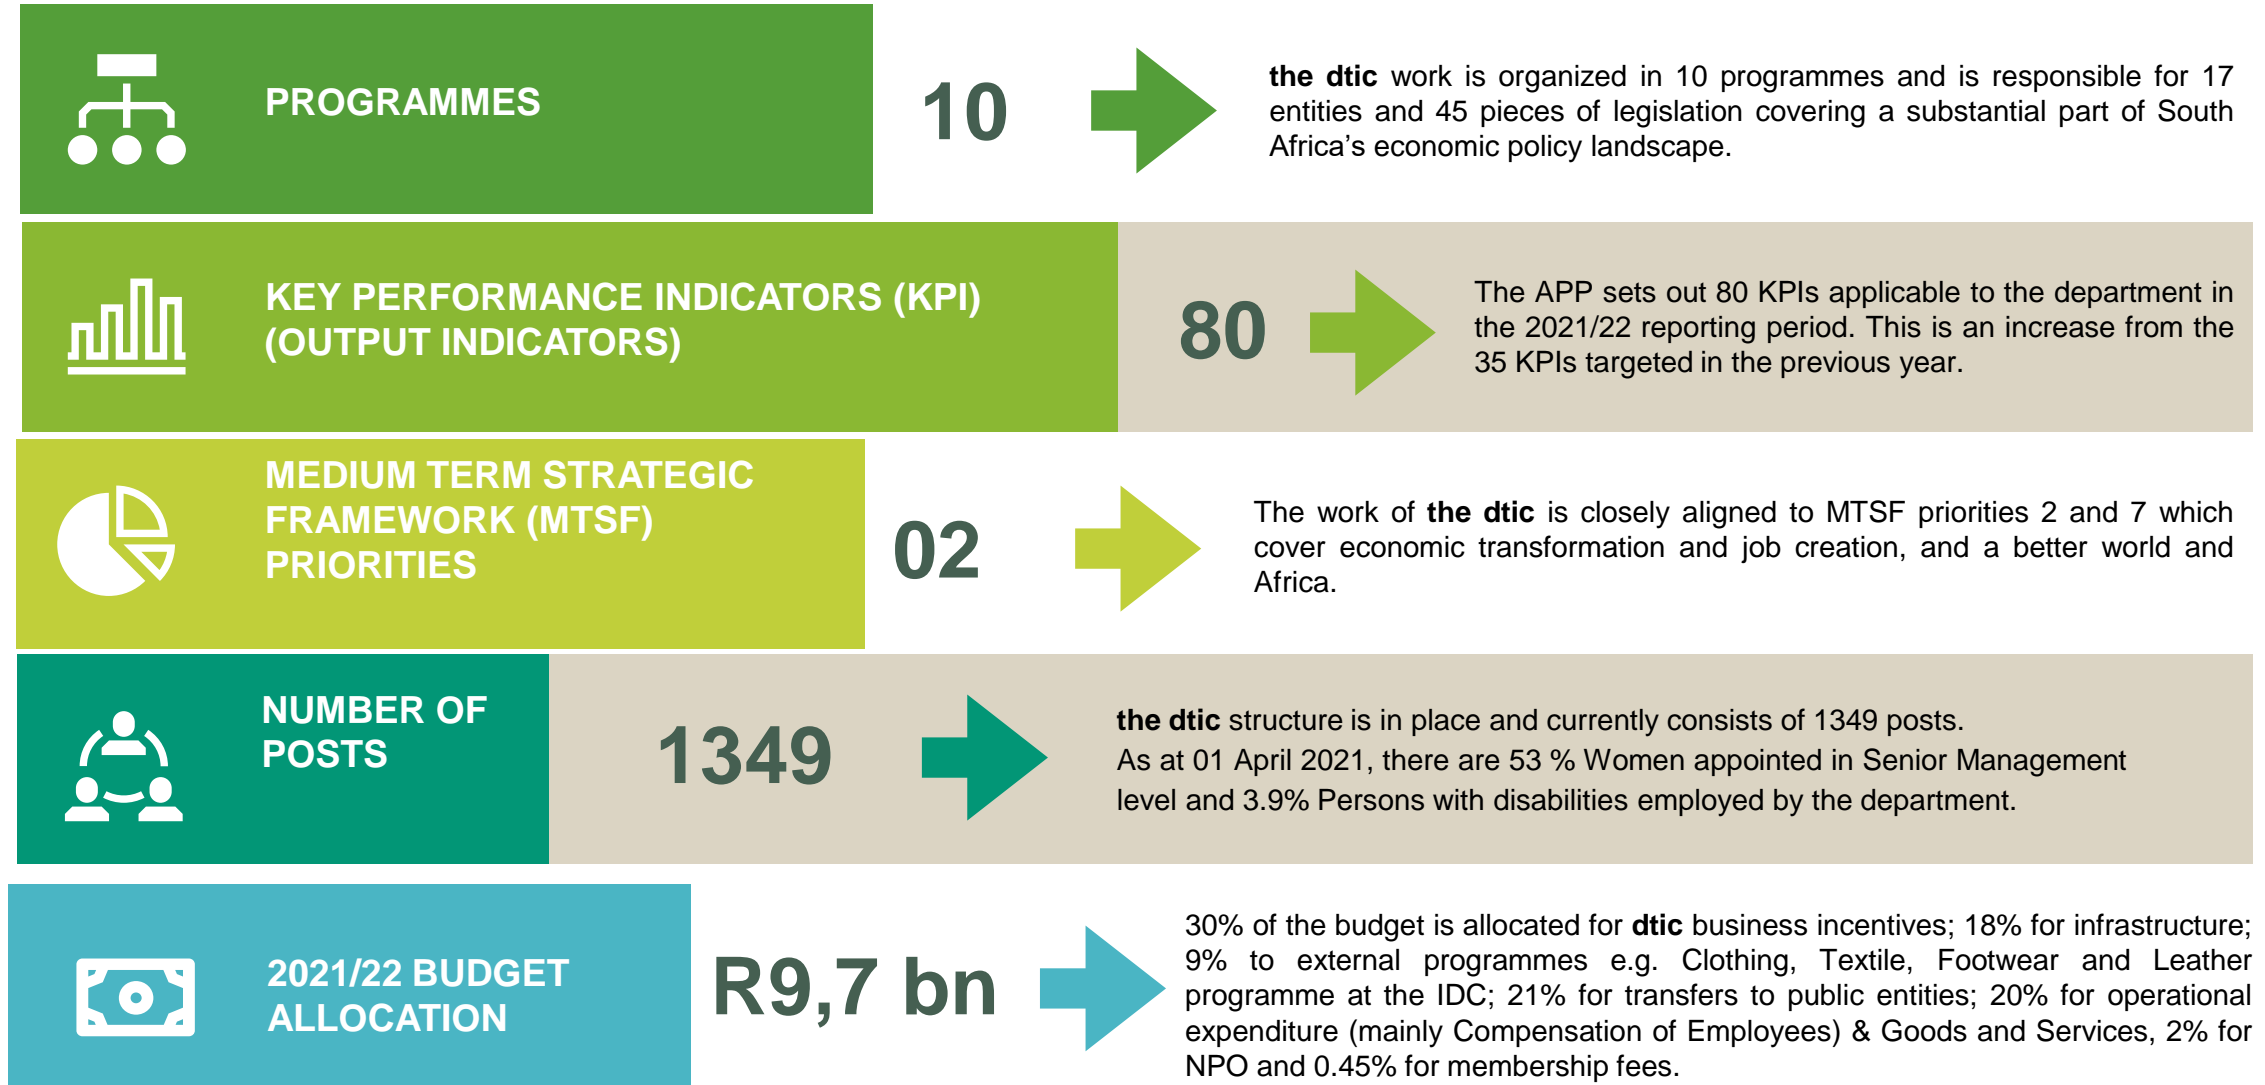 PROGRAMMES
10
the dtic work is organized in 10 programmes and is responsible for 17
entities and 45 pieces of legislation covering a substantial part of South
Africa’s economic policy landscape.
KEY PERFORMANCE INDICATORS (KPI)
(OUTPUT INDICATORS)
80
The APP sets out 80 KPIs applicable to the department in
the 2021/22 reporting period. This is an increase from the
35 KPIs targeted in the previous year.
MEDIUM TERM STRATEGIC
FRAMEWORK (MTSF)
PRIORITIES
02
The work of the dtic is closely aligned to MTSF priorities 2 and 7 which
cover economic transformation and job creation, and a better world and
Africa.
NUMBER OF
POSTS
1349
the dtic structure is in place and currently consists of 1349 posts.
As at 01 April 2021, there are 53 % Women appointed in Senior Management
level and 3.9% Persons with disabilities employed by the department.
2021/22 BUDGET
ALLOCATION
R9,7 bn
30% of the budget is allocated for dtic business incentives; 18% for infrastructure;
9% to external programmes e.g. Clothing, Textile, Footwear and Leather
programme at the IDC; 21% for transfers to public entities; 20% for operational
expenditure (mainly Compensation of Employees) & Goods and Services, 2% for
NPO and 0.45% for membership fees.